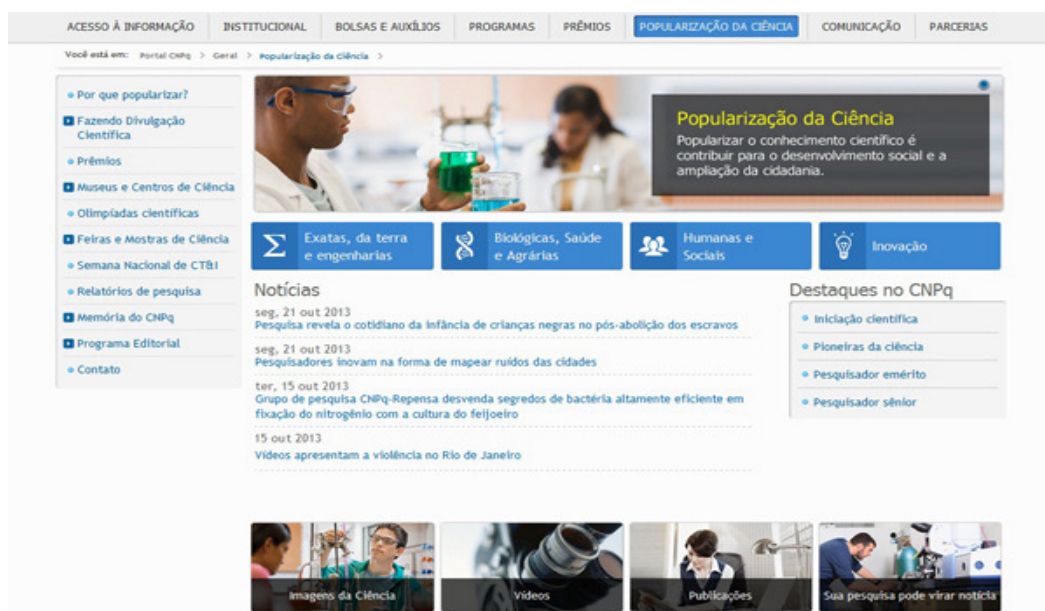 ACESSO À INFORMAÇÃO INSTITUCIONAL BOLSAS E AUXÍLIOS PROGRAMAS PRÊMIOS POPULARIZAÇÃO DA CIÊNCIA COMUNICAÇÃO PARCERIAS
Você está em: Portal CNPq > Geral > Popularização da Ciência >
Por que popularizar?
Fazendo Divulgação
Científica
Prêmios
Museus e Centros de Ciência
Olimpíadas científicas
Feiras e Mostras de Ciência
Semana Nacional de CT&I
Relatórios de pesquisa
Memória do CNPq
Programa Editorial
Contato
Popularização da Ciência
Popularizar o conhecimento científico é
contribuir para o desenvolvimento social e a
ampliação da cidadania.
Exatas, da terra
e engenharias
Biológicas, Saúde
e Agrárias
Humanas e
Sociais
Inovação
Notícias
seg, 21 out 2013
Pesquisa revela o cotidiano da infância de crianças negras no pós-abolição dos escravos
seg, 21 out 2013
Pesquisadores inovam na forma de mapear ruídos das cidades
ter, 15 out 2013
Grupo de pesquisa CNPq-Repensa desvenda segredos de bactéria altamente eficiente em
fixação do nitrogênio com a cultura do feijoeiro
15 out 2013
Vídeos apresentam a violência no Rio de Janeiro
Destaques no CNPq
Iniciação científica
Pioneiras da ciência
Pesquisador emérito
Pesquisador sênior
Imagens da Ciência
Vídeos
Publicações
Sua pesquisa pode virar notícia